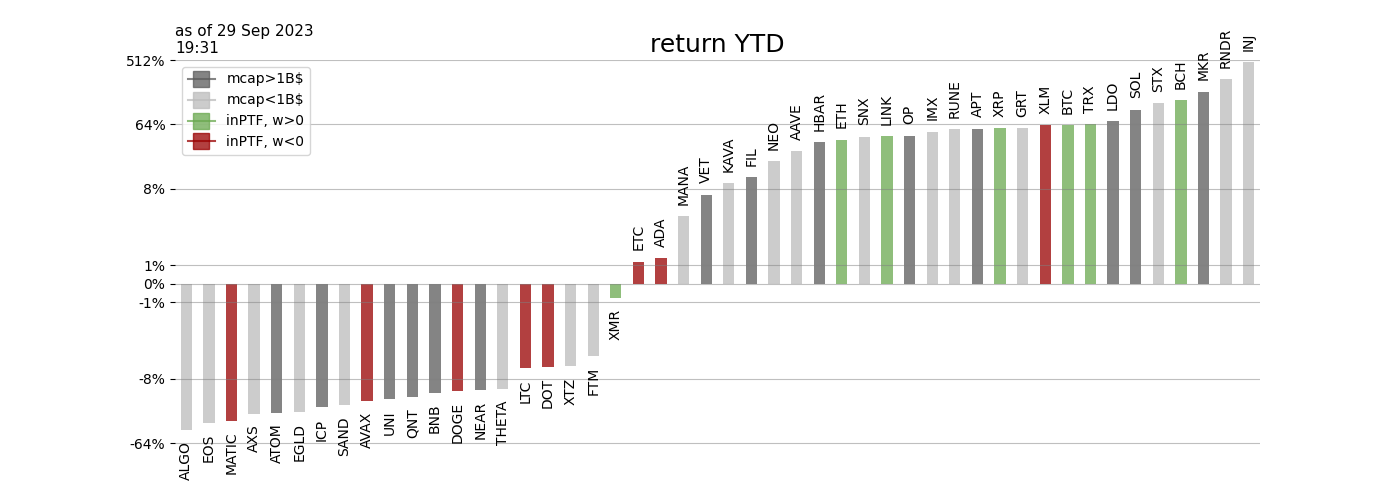 as of 29 Sep 2023
19:31
return YTD
512%
64%
8%
1%
0%
-1%
-8%
-64%
mcap>1B$
mcap<1B$
inPTF, w>0
inPTF, w<0
ALGO
EOS
MATIC
AXS
ATOM
EGLD
ICP
SAND
AVAX
UNI
QNT
BNB
DOGE
NEAR
THETA
LTC
DOT
XTZ
FTM
XMR
ETC
ADA
MANA
VET
KAVA
FIL
NEO
AAVE
HBAR
ETH
SNX
LINK
OP
IMX
RUNE
APT
XRP
GRT
XLM
BTC
TRX
LDO
SOL
STX
BCH
MKR
RNDR
INJ